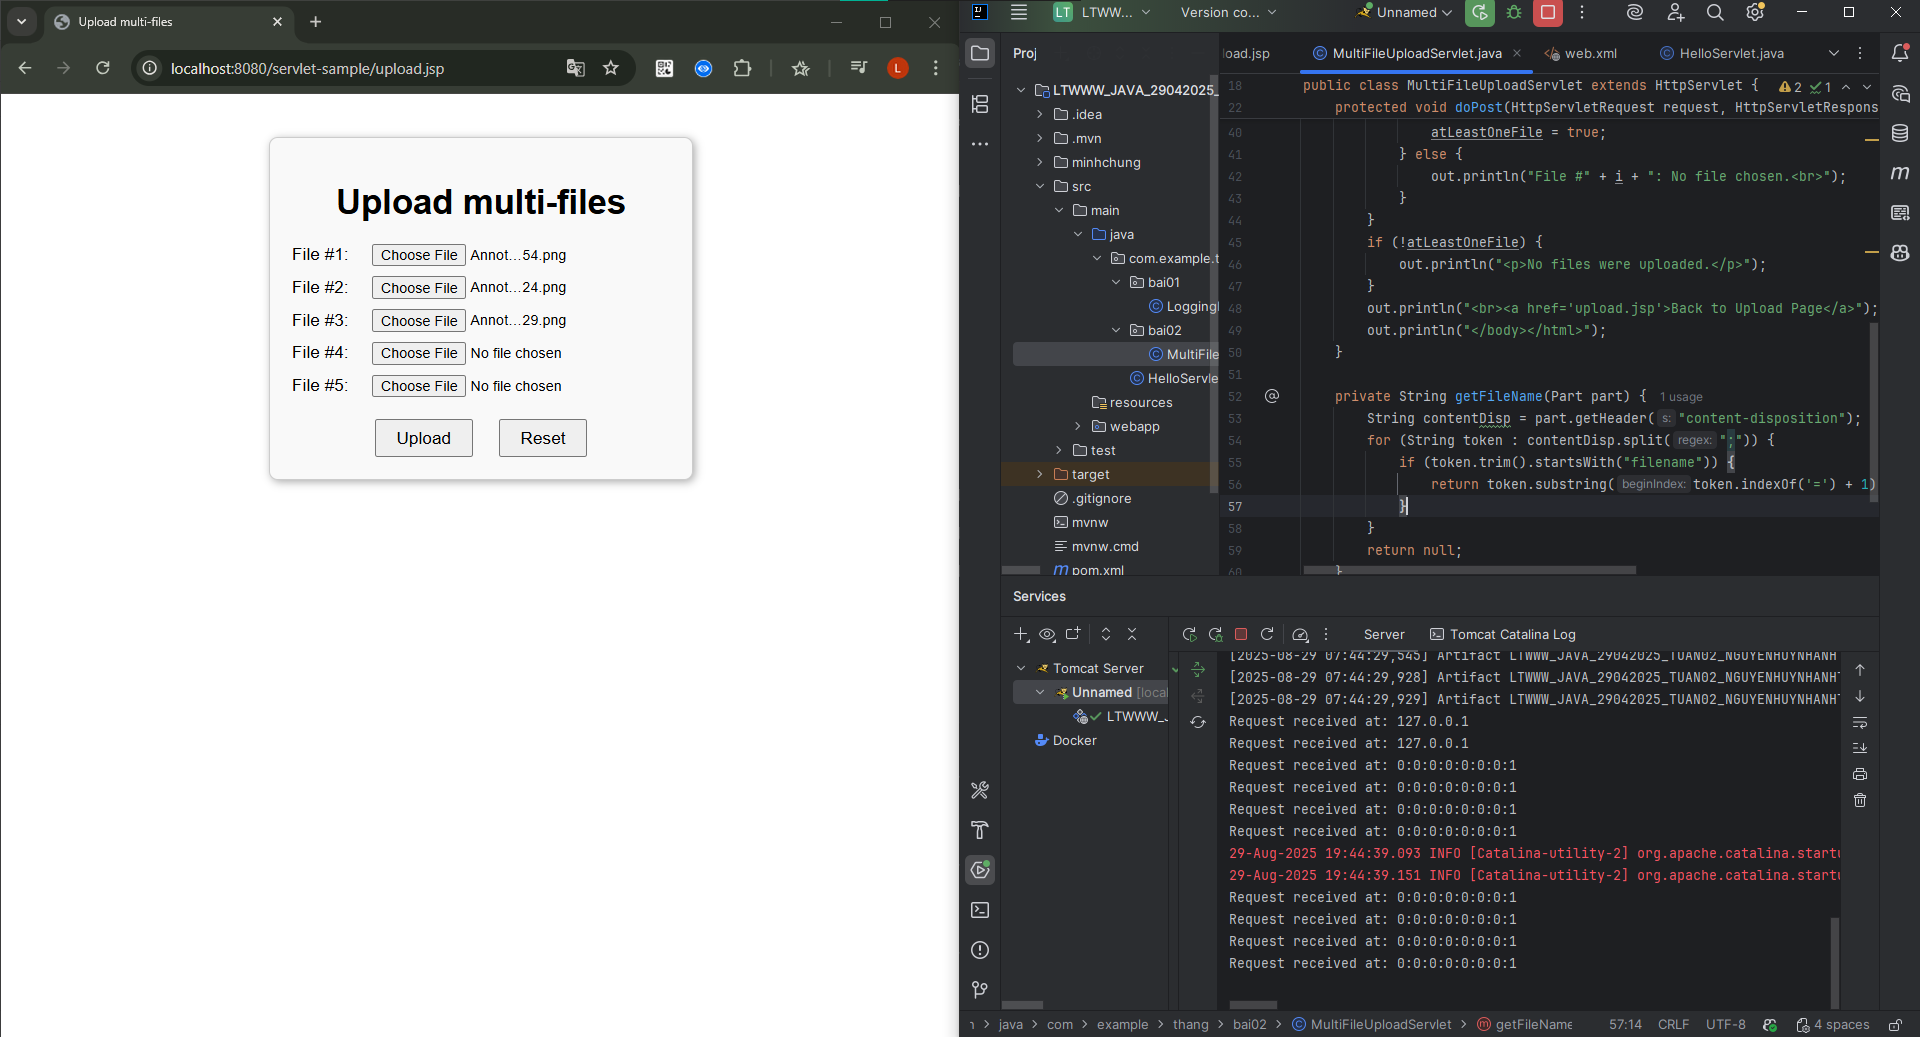 Upload multi-files
localhost:8080/servlet-sample/upload.jsp
L
Upload multi-files
File #1: Choose File Annot...54.png
File #2: Choose File Annot...24.png
File #3: Choose File Annot...29.png
File #4: Choose File No file chosen
File #5: Choose File No file chosen
Upload Reset
LT LTWW... Version co... Unnamed
Proj
load.jsp MultiFileUploadServlet.java web.xml HelloServlet.java
LTWWW_JAVA_29042025_
.idea
.mvn
minhchung
src
main
java
com.example.t
bai01
Logging
bai02
MultiFile
HelloServle
resources
webapp
test
target
.gitignore
mvnw
mvnw.cmd
pom.xml
18 public class MultiFileUploadServlet extends HttpServlet { 2 1
22 protected void doPost(HttpServletRequest request, HttpServletRespons
40 atLeastOneFile = true;
41 } else {
42 out.println("File #" + i + ": No file chosen.<br>");
43 }
44 }
45 if (!atLeastOneFile) {
46 out.println("<p>No files were uploaded.</p>");
47 }
48 out.println("<br><a href='upload.jsp'>Back to Upload Page</a>");
49 out.println("</body></html>");
50 }
51
52 @ private String getFileName(Part part) { 1 usage
53 String contentDisp = part.getHeader( s: "content-disposition");
54 for (String token : contentDisp.split( regex: ";")) {
55 if (token.trim().startsWith("filename")) {
56 return token.substring( beginIndex: token.indexOf('=') + 1)
57 }
58 }
59 return null;
60 }
Services
Server Tomcat Catalina Log
Tomcat Server
Unnamed [local
LTWWW_J
Docker
[2025-08-29 07:44:29,545] Artifact LTWWW_JAVA_29042025_TUAN02_NGUYENHUYNHANH
[2025-08-29 07:44:29,928] Artifact LTWWW_JAVA_29042025_TUAN02_NGUYENHUYNHANH
[2025-08-29 07:44:29,929] Artifact LTWWW_JAVA_29042025_TUAN02_NGUYENHUYNHANH
Request received at: 127.0.0.1
Request received at: 127.0.0.1
Request received at: 0:0:0:0:0:0:0:1
Request received at: 0:0:0:0:0:0:0:1
Request received at: 0:0:0:0:0:0:0:1
Request received at: 0:0:0:0:0:0:0:1
29-Aug-2025 19:44:39.093 INFO [Catalina-utility-2] org.apache.catalina.startu
29-Aug-2025 19:44:39.151 INFO [Catalina-utility-2] org.apache.catalina.startu
Request received at: 0:0:0:0:0:0:0:1
Request received at: 0:0:0:0:0:0:0:1
Request received at: 0:0:0:0:0:0:0:1
Request received at: 0:0:0:0:0:0:0:1
java > com > example > thang > bai02 > MultiFileUploadServlet > getFileName 57:14 CRLF UTF-8 4 spaces